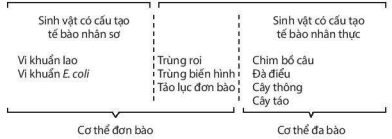 Sinh vật có cấu tạo
tế bào nhân sơ
Sinh vật có cấu tạo
tế bào nhân thực
Vi khuẩn lao
Vi khuẩn E. coli
Trùng roi
Trùng biến hình
Tảo lục đơn bào
Chim bồ câu
Đà điểu
Cây thông
Cây táo
Cơ thể đơn bào
Cơ thể đa bào